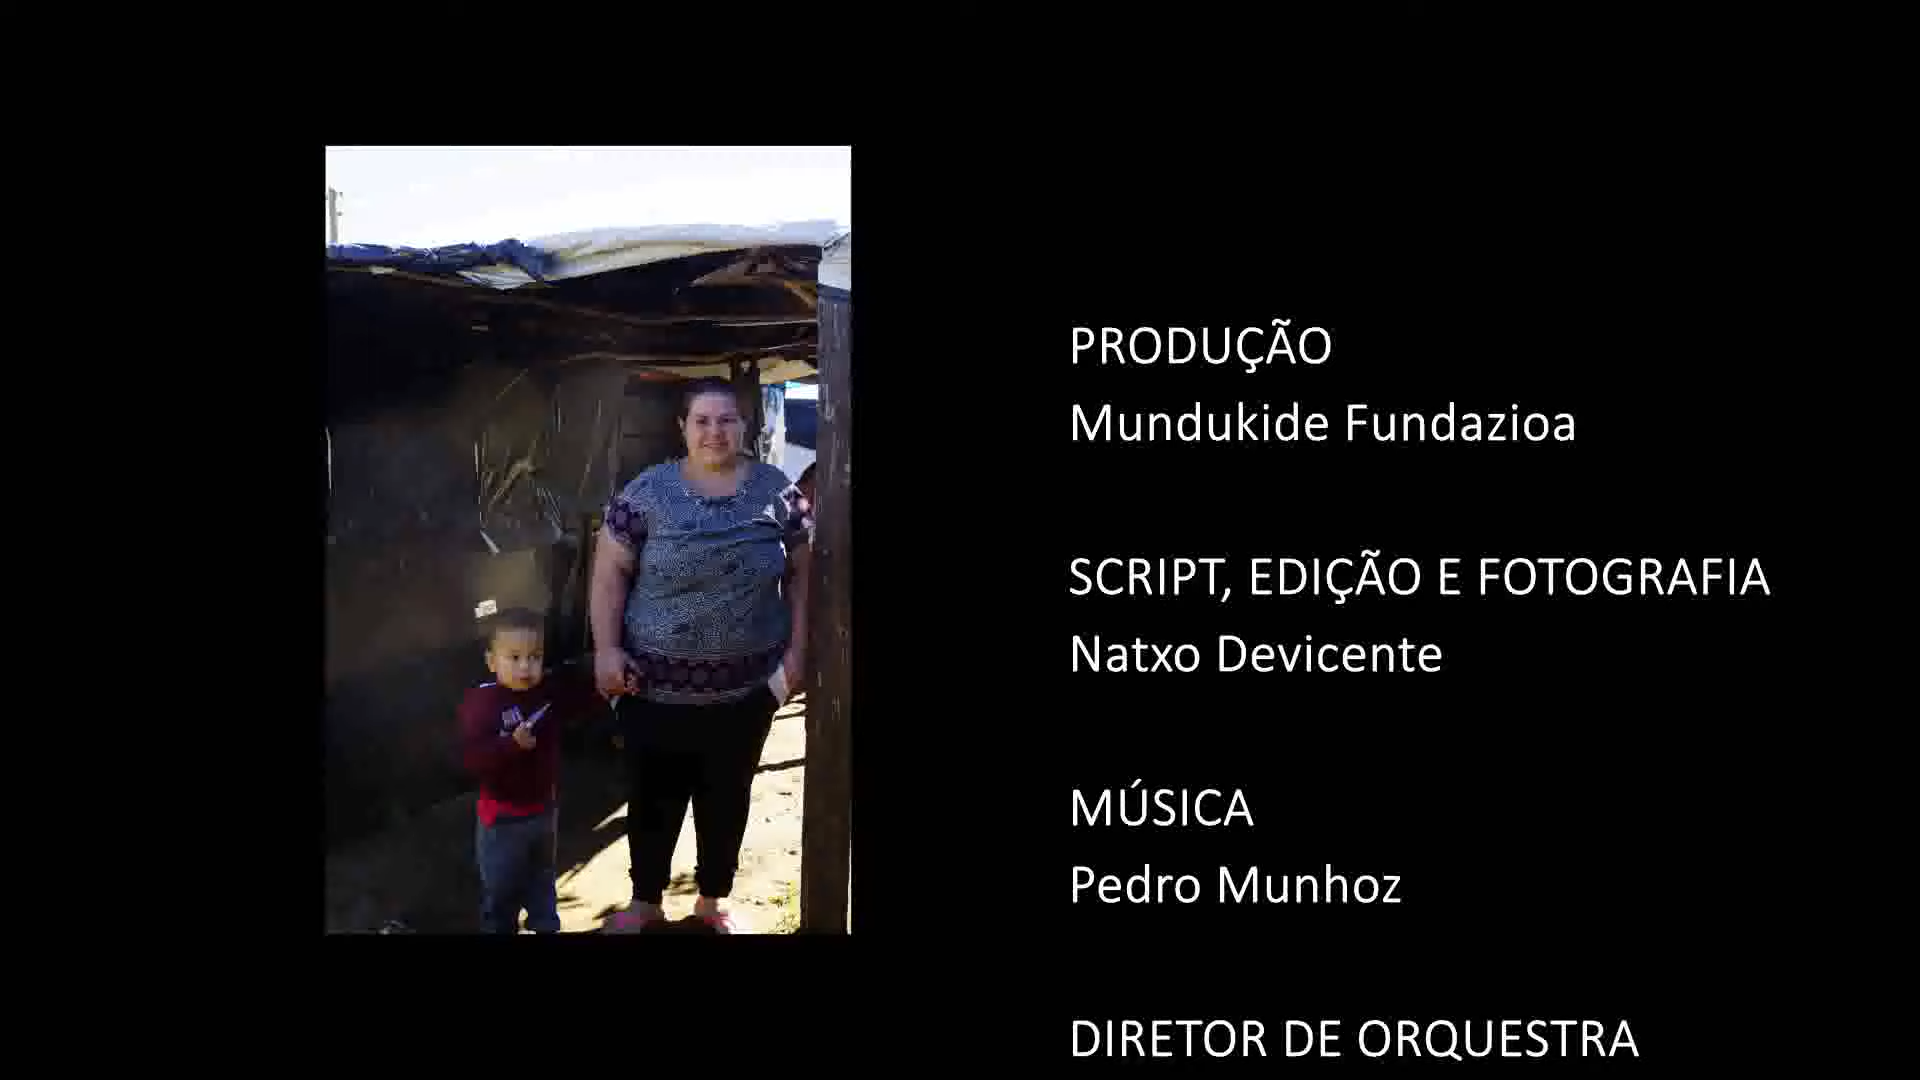 PRODUÇÃO
Mundukide Fundazioa
SCRIPT, EDIÇÃO E FOTOGRAFIA
Natxo Devicente
MÚSICA
Pedro Munhoz
DIRETOR DE ORQUESTRA